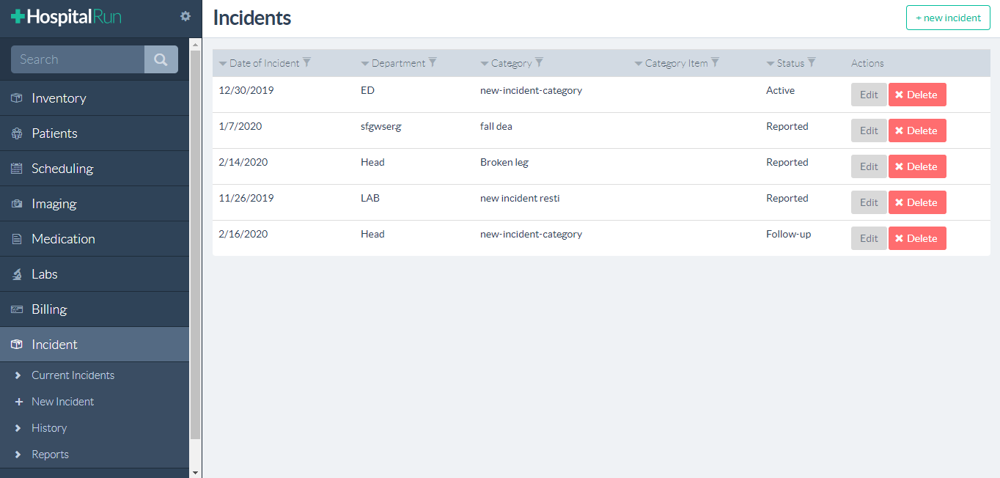 HospitalRun
Search
Inventory
Patients
Scheduling
Imaging
Medication
Labs
Billing
Incident
Current Incidents
+ New Incident
History
Reports
Incidents
+ new incident
Date of Incident Department Category Category Item Status Actions
12/30/2019 ED new-incident-category Active Edit Delete
1/7/2020 sfgwserg fall dea Reported Edit Delete
2/14/2020 Head Broken leg Reported Edit Delete
11/26/2019 LAB new incident resti Reported Edit Delete
2/16/2020 Head new-incident-category Follow-up Edit Delete